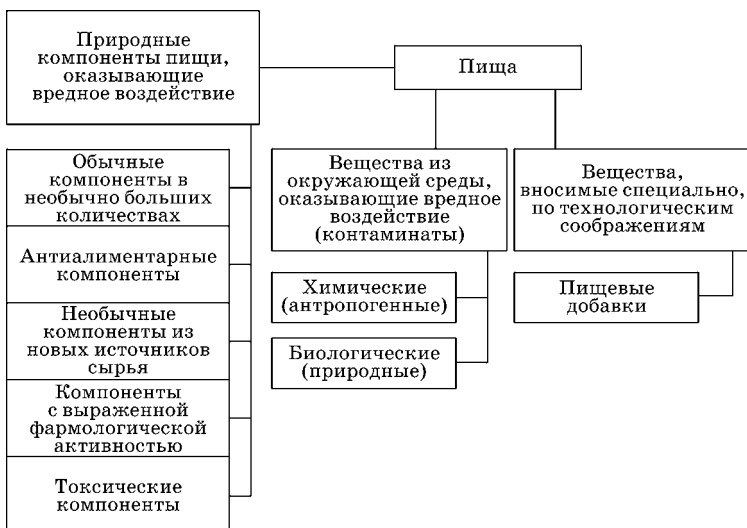 Природные
компоненты пищи,
оказывающие
вредное воздействие
Пища
Обычные
компоненты в
необычно больших
количествах
Антиалиментарные
компоненты
Необычные
компоненты из
новых источников
сырья
Компоненты
с выраженной
фармологической
активностью
Токсические
компоненты
Вещества из
окружающей среды,
оказывающие вредное
воздействие
(контаминаты)
Химические
(антропогенные)
Биологические
(природные)
Вещества,
вносимые специально,
по технологическим
соображениям
Пищевые
добавки